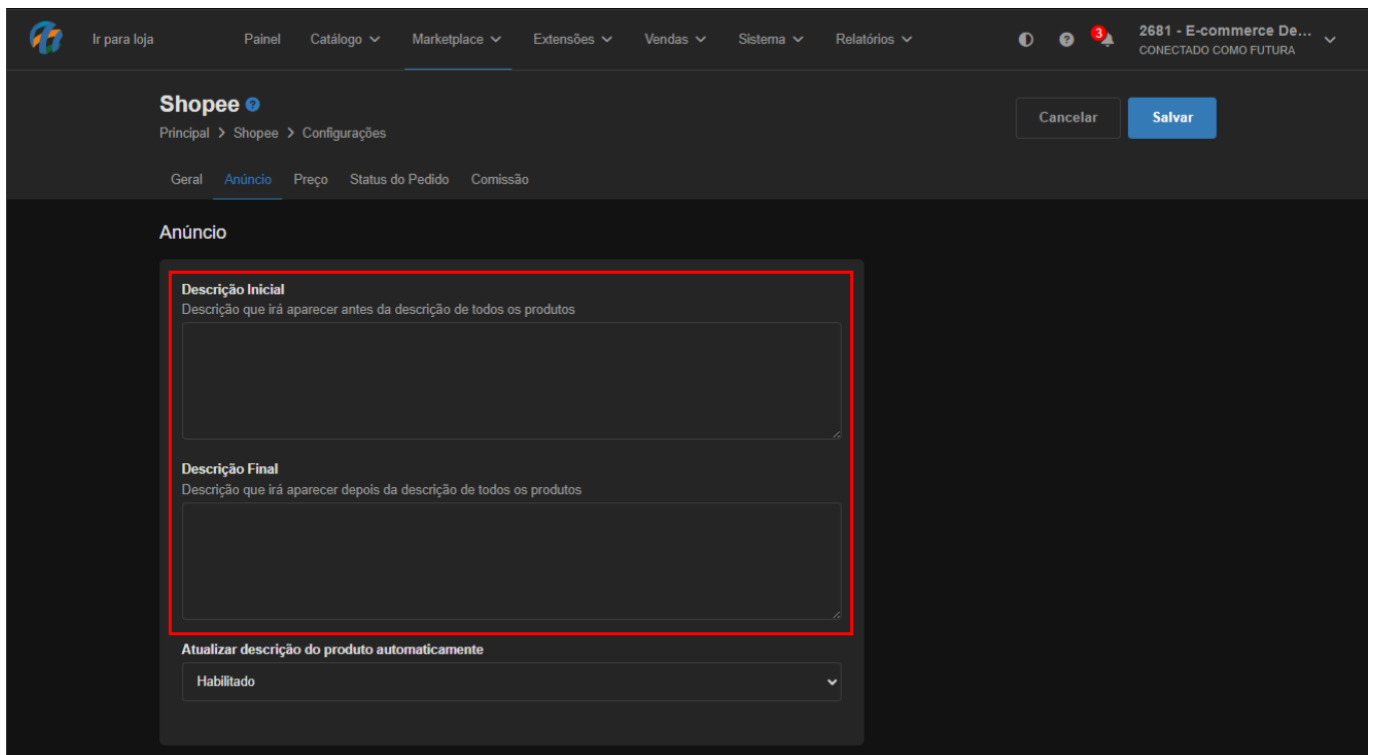 Ir para loja Painel Catálogo Marketplace Extensões Vendas Sistema Relatórios 3 2681 - E-commerce De...
CONECTADO COMO FUTURA
Shopee
Principal > Shopee > Configurações
Cancelar Salvar
Geral Anúncio Preço Status do Pedido Comissão
Anúncio
Descrição Inicial
Descrição que irá aparecer antes da descrição de todos os produtos
Descrição Final
Descrição que irá aparecer depois da descrição de todos os produtos
Atualizar descrição do produto automaticamente
Habilitado